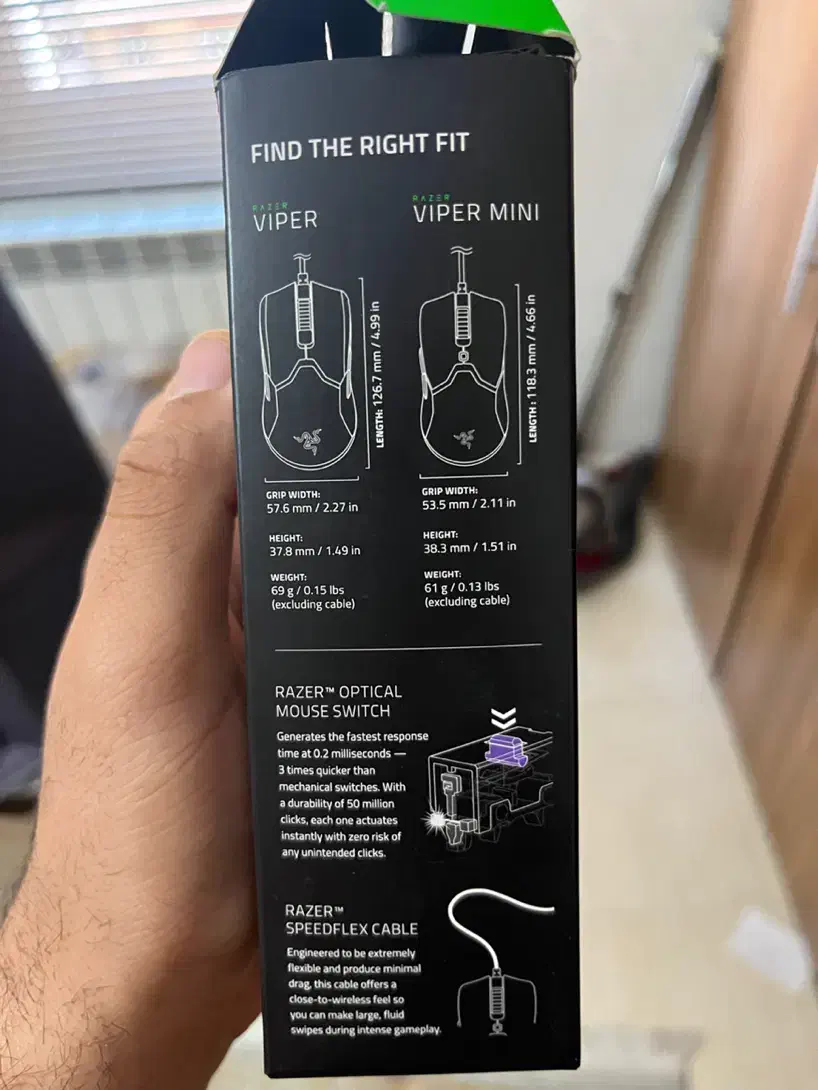 FIND THE RIGHT FIT
RAZER
VIPER
LENGTH: 126.7 mm / 4.99 in
GRIP WIDTH:
57.6 mm / 2.27 in
HEIGHT:
37.8 mm / 1.49 in
WEIGHT:
69 g / 0.15 lbs
(excluding cable)
RAZER
VIPER MINI
LENGTH : 118.3 mm / 4.66 in
GRIP WIDTH:
53.5 mm / 2.11 in
HEIGHT:
38.3 mm / 1.51 in
WEIGHT:
61 g / 0.13 lbs
(excluding cable)
RAZER™ OPTICAL
MOUSE SWITCH
Generates the fastest response
time at 0.2 milliseconds —
3 times quicker than
mechanical switches. With
a durability of 50 million
clicks, each one actuates
instantly with zero risk of
any unintended clicks.
RAZER™
SPEEDFLEX CABLE
Engineered to be extremely
flexible and produce minimal
drag, this cable offers a
close-to-wireless feel so
you can make large, fluid
swipes during intense gameplay.